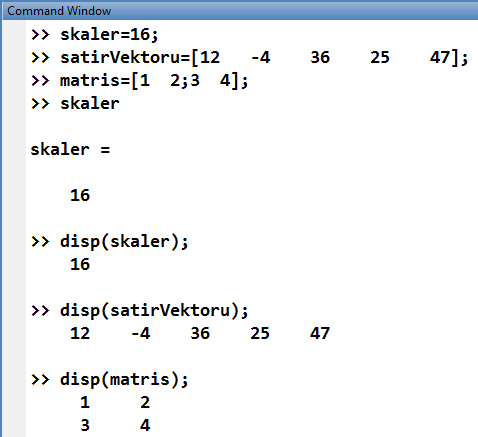 Command Window
>> skaler=16;
>> satirVektoru=[12   -4    36    25    47];
>> matris=[1  2;3  4];
>> skaler
skaler =
    16
>> disp(skaler);
    16
>> disp(satirVektoru);
    12    -4    36    25    47
>> disp(matris);
     1     2
     3     4